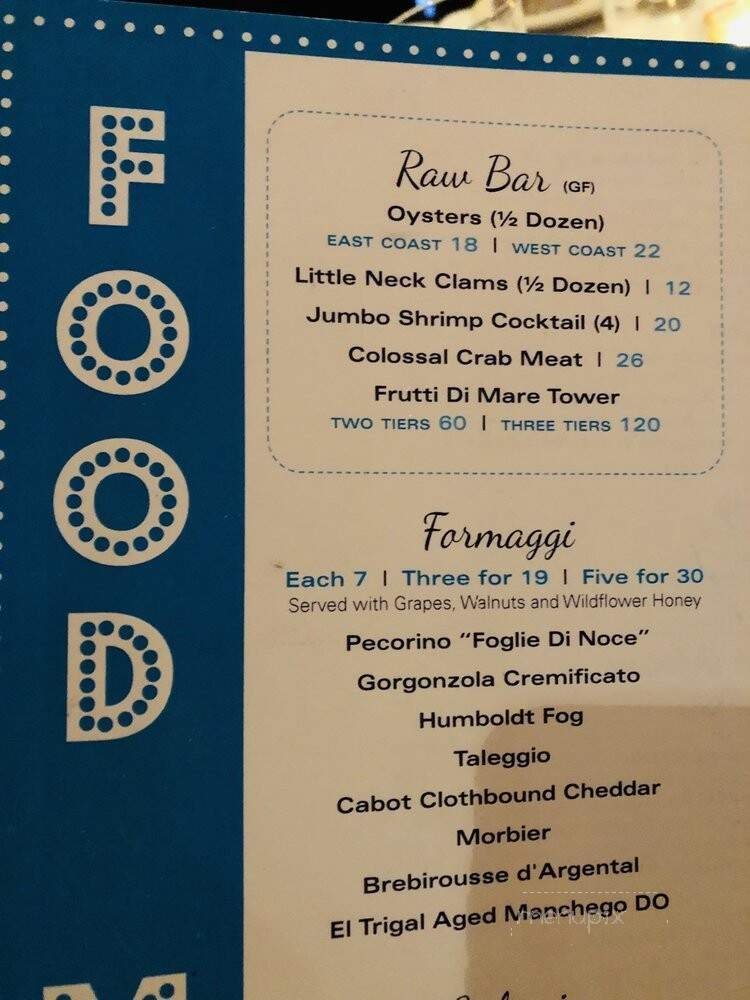 FOOD
Raw Bar (GF)
Oysters (½ Dozen)
EAST COAST 18 | WEST COAST 22
Little Neck Clams (½ Dozen) | 12
Jumbo Shrimp Cocktail (4) | 20
Colossal Crab Meat | 26
Frutti Di Mare Tower
TWO TIERS 60 | THREE TIERS 120
Formaggi
Each 7 | Three for 19 | Five for 30
Served with Grapes, Walnuts and Wildflower Honey
Pecorino “Foglie Di Noce”
Gorgonzola Cremificato
Humboldt Fog
Taleggio
Cabot Clothbound Cheddar
Morbier
Brebirousse d'Argental
El Trigal Aged Manchego DO
menupix